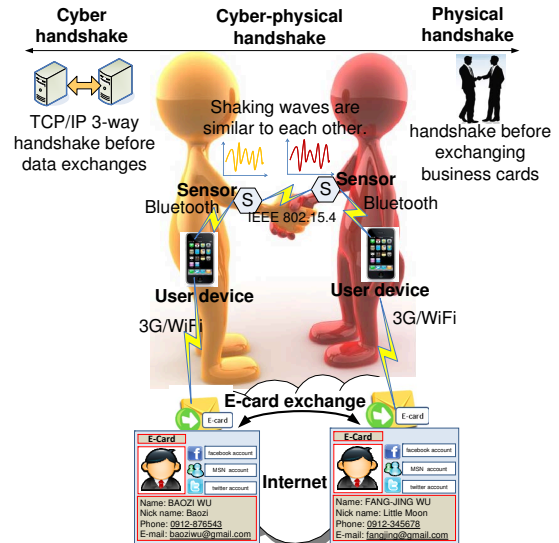 Cyber
handshake
Cyber-physical
handshake
Physical
handshake
TCP/IP 3-way
handshake before
data exchanges
Shaking waves are
similar to each other.
handshake before
exchanging
business cards
Sensor
Bluetooth
S
IEEE 802.15.4
S
Sensor
Bluetooth
User device
User device
3G/WiFi
3G/WiFi
E-card exchange
E-Card
E-Card
Internet
E-Card
facebook account
MSN account
twitter account
Name: BAOZI WU
Nick name: Baozi
Phone: 0912-876543
E-mail: baoziwu@gmail.com
E-Card
facebook account
MSN account
twitter account
Name: FANG-JING WU
Nick name: Little Moon
Phone: 0912-345678
E-mail: fangjing@gmail.com